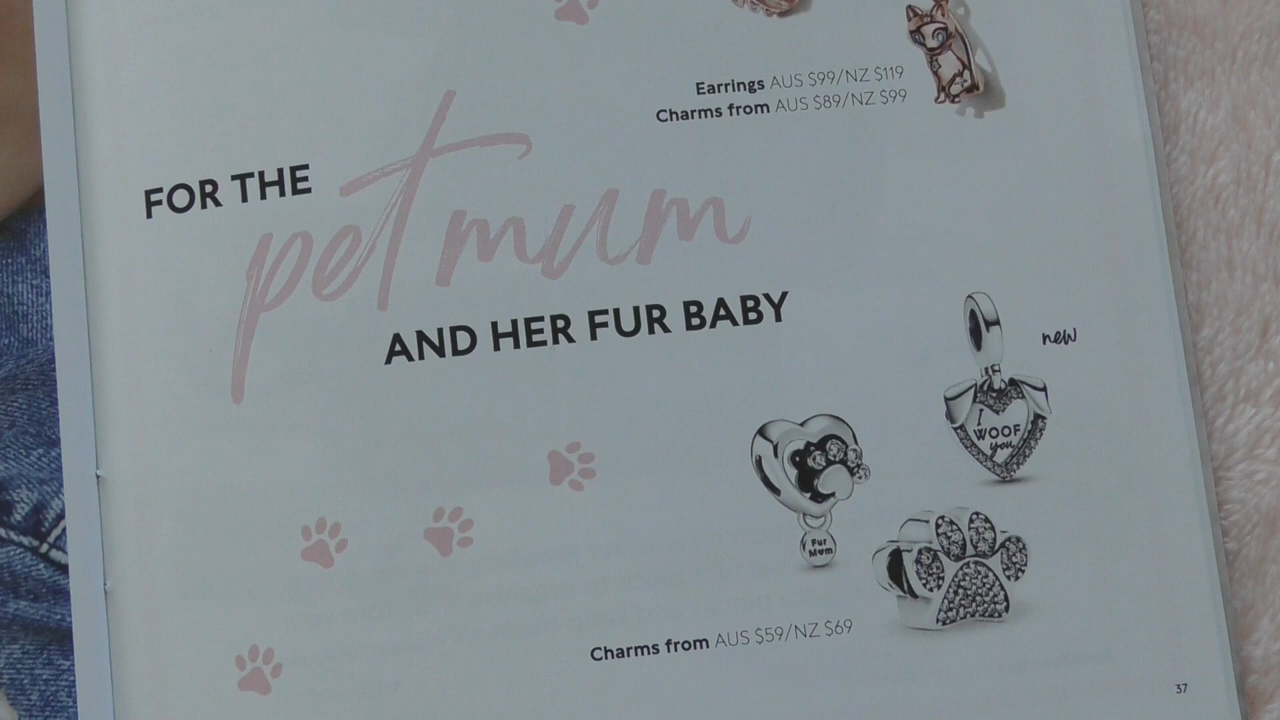 Earrings AUS $99/NZ $119
Charms from AUS $89/NZ $99
FOR THE
pet mum
AND HER FUR BABY
new
I
WOOF
you
Fur
Mum
Charms from AUS $59/NZ $69
37